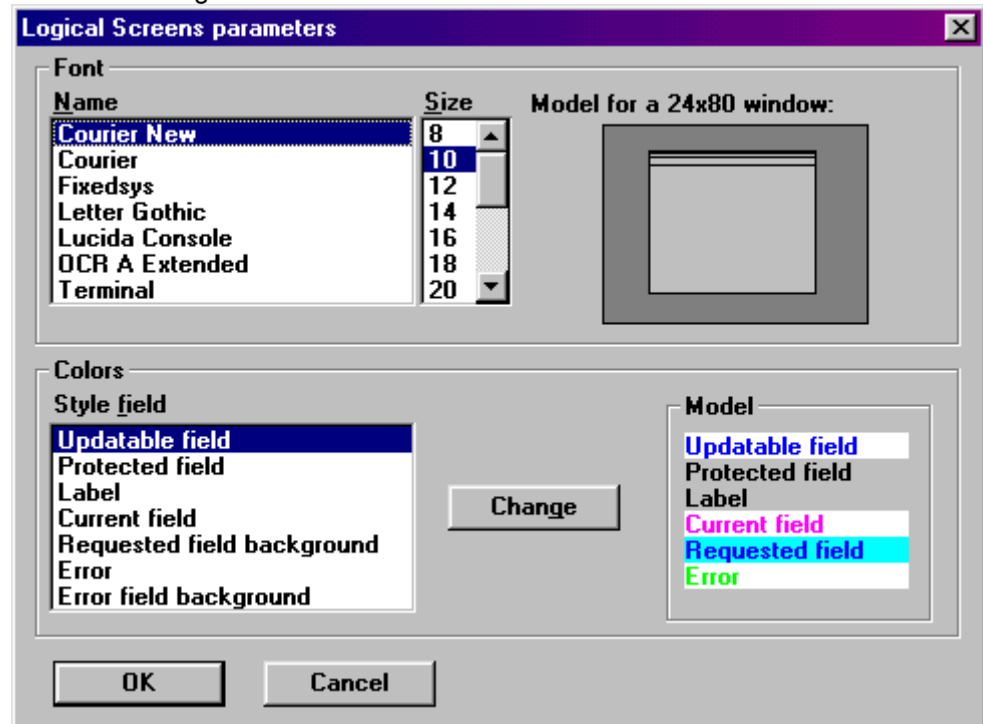 Logical Screens parameters
Font
Name
Size
Model for a 24x80 window:
Courier New
Courier
Fixedsys
Letter Gothic
Lucida Console
OCR A Extended
Terminal
8
10
12
14
16
18
20
Colors
Style field
Updatable field
Protected field
Label
Current field
Requested field background
Error
Error field background
Change
Model
Updatable field
Protected field
Label
Current field
Requested field
Error
OK
Cancel